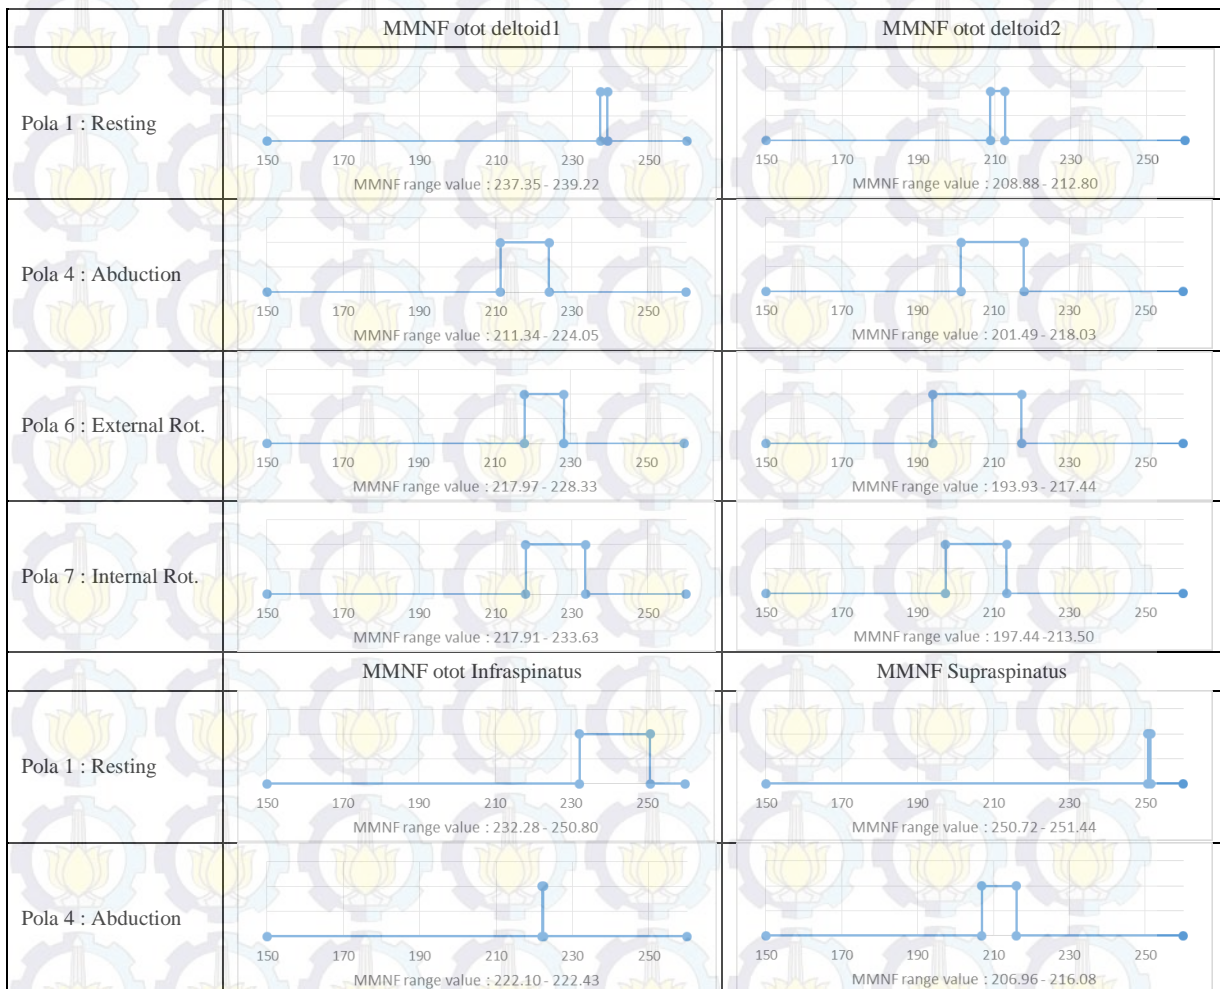 MMNF otot deltoid1 MMNF otot deltoid2
Pola 1 : Resting
150 170 190 210 230 250
MMNF range value : 237.35 - 239.22
150 170 190 210 230 250
MMNF range value : 208.88 - 212.80
Pola 4 : Abduction
150 170 190 210 230 250
MMNF range value : 211.34 - 224.05
150 170 190 210 230 250
MMNF range value : 201.49 - 218.03
Pola 6 : External Rot.
150 170 190 210 230 250
MMNF range value : 217.97 - 228.33
150 170 190 210 230 250
MMNF range value : 193.93 - 217.44
Pola 7 : Internal Rot.
150 170 190 210 230 250
MMNF range value : 217.91 - 233.63
150 170 190 210 230 250
MMNF range value : 197.44 -213.50
MMNF otot Infraspinatus MMNF Supraspinatus
Pola 1 : Resting
150 170 190 210 230 250
MMNF range value : 232.28 - 250.80
150 170 190 210 230 250
MMNF range value : 250.72 - 251.44
Pola 4 : Abduction
150 170 190 210 230 250
MMNF range value : 222.10 - 222.43
150 170 190 210 230 250
MMNF range value : 206.96 - 216.08